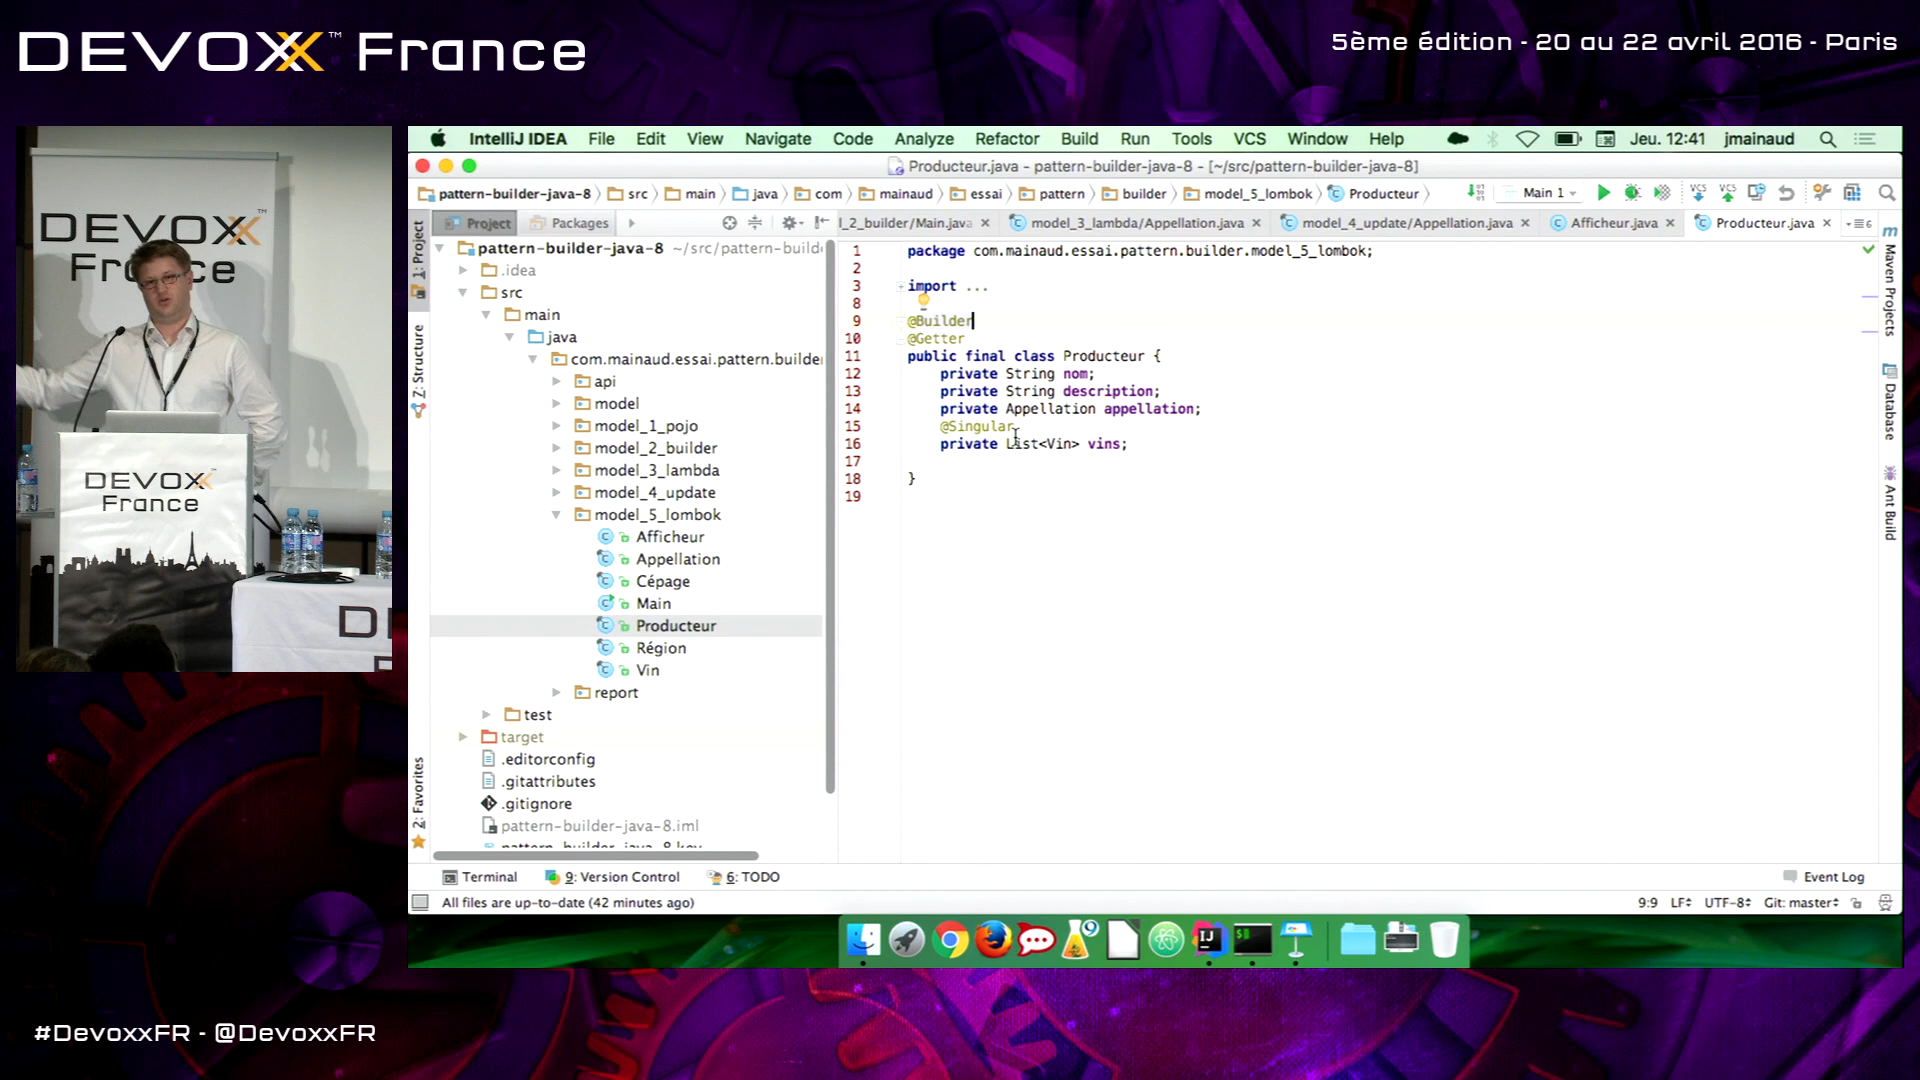 DEVOXX™ France
5ème édition - 20 au 22 avril 2016 - Paris
DEVOXX™
France
DEVOXX
France
IntelliJ IDEA File Edit View Navigate Code Analyze Refactor Build Run Tools VCS Window Help Jeu. 12:41 jmainaud
Producteur.java - pattern-builder-java-8 - [~/src/pattern-builder-java-8]
pattern-builder-java-8 src main java com mainaud essai pattern builder model_5_lombok Producteur Main 1
Project Packages
l_2_builder/Main.java model_3_lambda/Appellation.java model_4_update/Appellation.java Afficheur.java Producteur.java
1: Project
Z: Structure
2: Favorites
pattern-builder-java-8 ~/src/pattern-build
.idea
src
main
java
com.mainaud.essai.pattern.builder
api
model
model_1_pojo
model_2_builder
model_3_lambda
model_4_update
model_5_lombok
Afficheur
Appellation
Cépage
Main
Producteur
Région
Vin
report
test
target
.editorconfig
.gitattributes
.gitignore
pattern-builder-java-8.iml
1 package com.mainaud.essai.pattern.builder.model_5_lombok;
2
3 import ...
8
9 @Builder
10 @Getter
11 public final class Producteur {
12 private String nom;
13 private String description;
14 private Appellation appellation;
15 @Singular
16 private List<Vin> vins;
17
18 }
19
Maven Projects
Database
Ant Build
Terminal 9: Version Control 6: TODO Event Log
All files are up-to-date (42 minutes ago) 9:9 LF UTF-8 Git: master
#DevoxxFR - @DevoxxFR